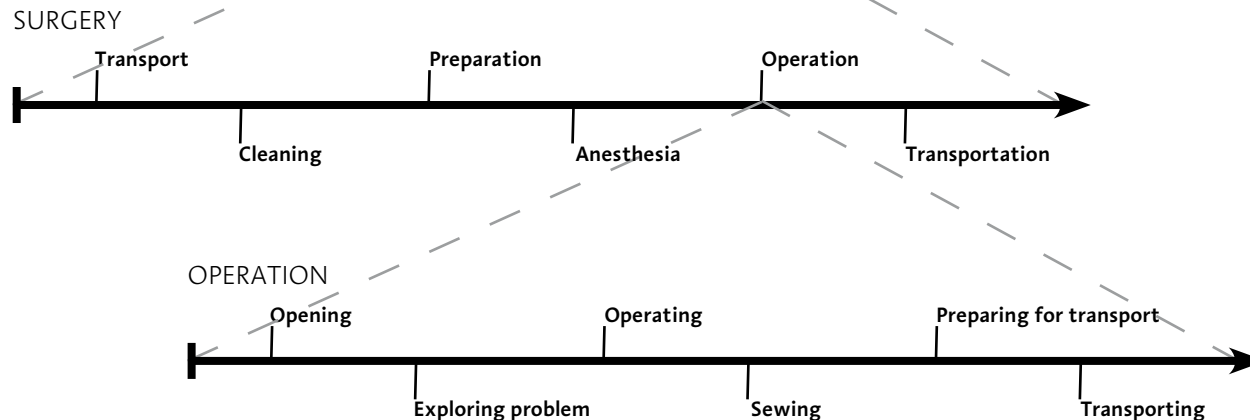 SURGERY
Transport
Preparation
Operation
Cleaning
Anesthesia
Transportation
OPERATION
Opening
Operating
Preparing for transport
Exploring problem
Sewing
Transporting